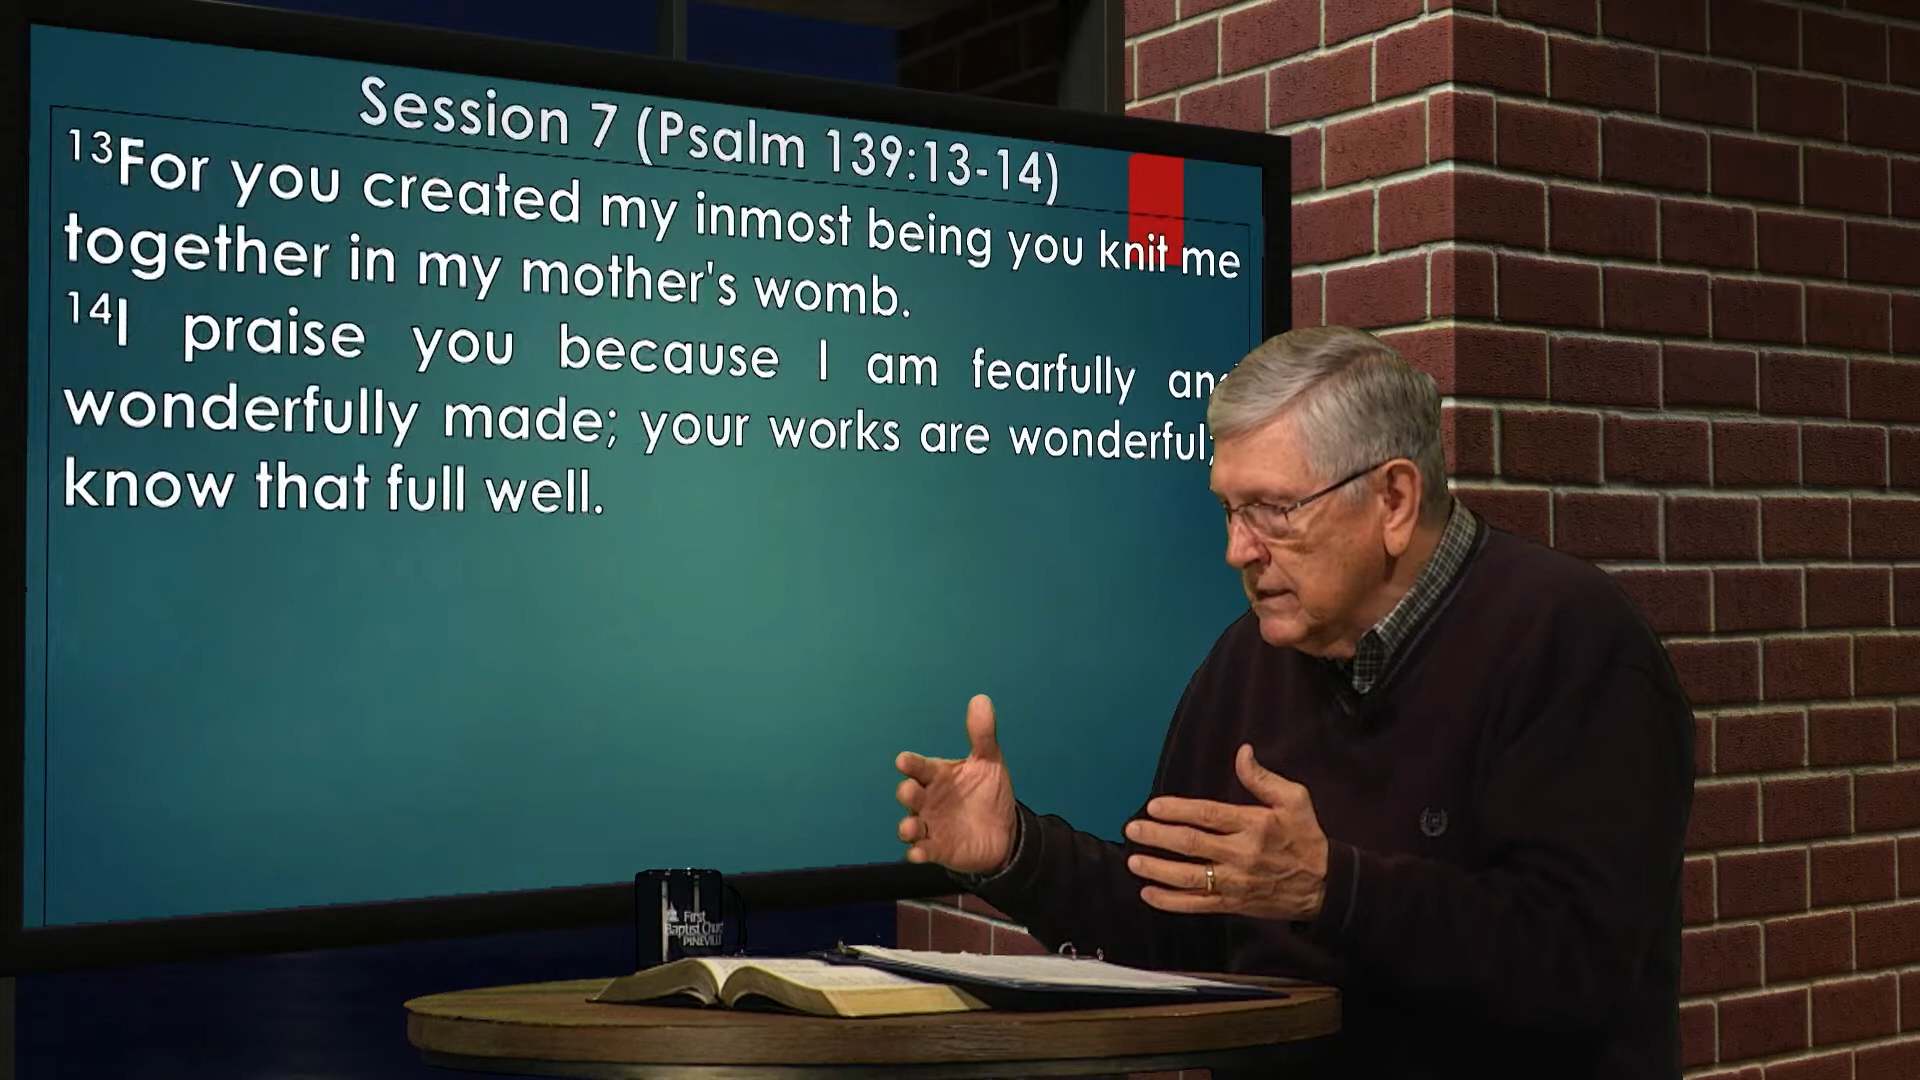 Session 7 (Psalm 139:13-14)
13For you created my inmost being you knit me
together in my mother's womb.
14I praise you because I am fearfully
wonderfully made; your works are wonderful;
know that full well.
First
Baptist
PINEVILLE